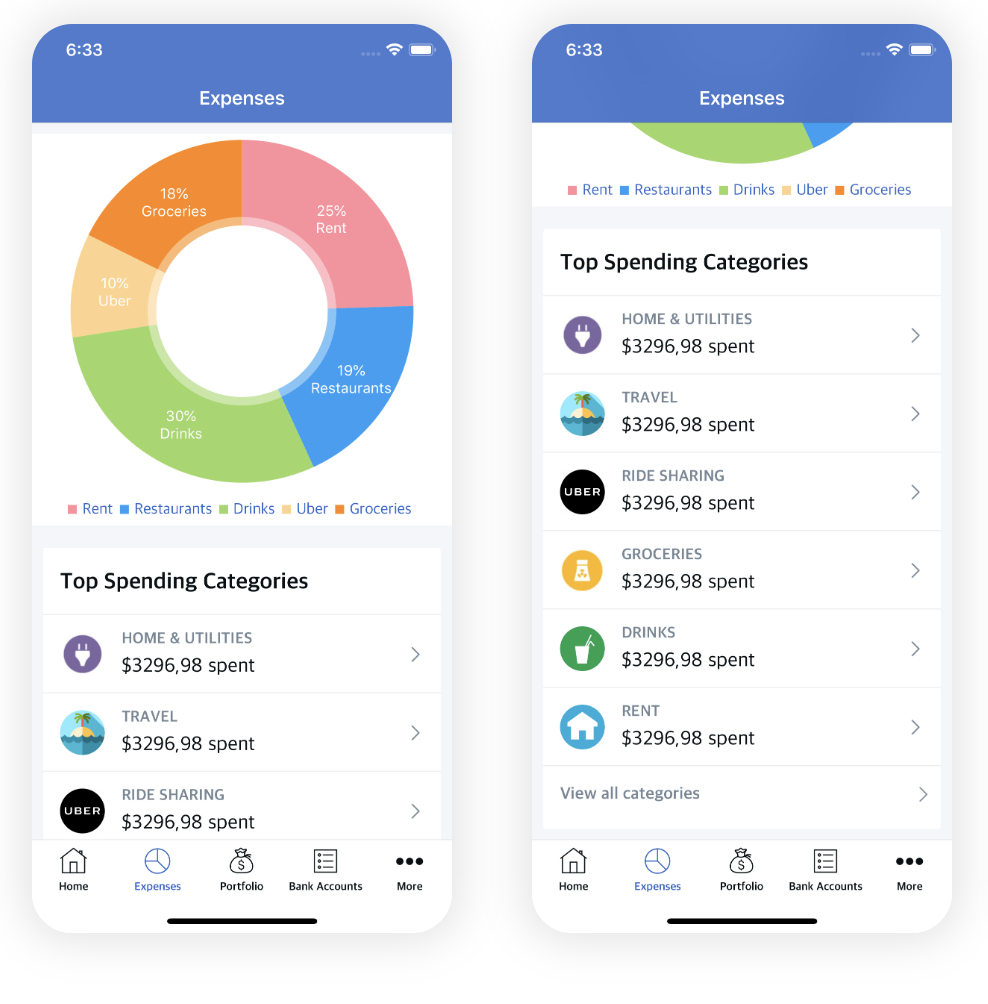 6:33
Expenses
18%
Groceries
25%
Rent
10%
Uber
19%
Restaurants
30%
Drinks
Rent Restaurants Drinks Uber Groceries
Top Spending Categories
HOME & UTILITIES
$3296,98 spent
TRAVEL
$3296,98 spent
UBER
RIDE SHARING
$3296,98 spent
Home Expenses Portfolio Bank Accounts More
6:33
Expenses
Rent Restaurants Drinks Uber Groceries
Top Spending Categories
HOME & UTILITIES
$3296,98 spent
TRAVEL
$3296,98 spent
UBER
RIDE SHARING
$3296,98 spent
GROCERIES
$3296,98 spent
DRINKS
$3296,98 spent
RENT
$3296,98 spent
View all categories
Home Expenses Portfolio Bank Accounts More